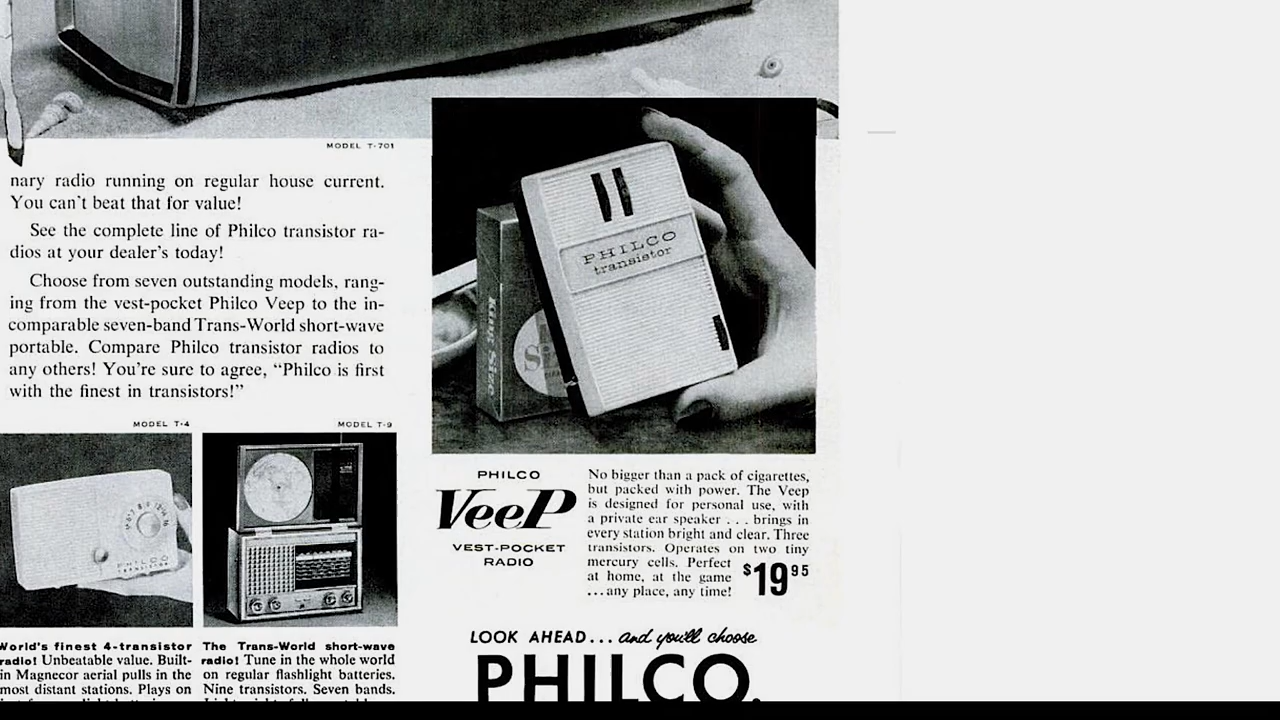 MODEL T-701
nary radio running on regular house current.
You can't beat that for value!
See the complete line of Philco transistor ra-
dios at your dealer's today!
Choose from seven outstanding models, rang-
ing from the vest-pocket Philco Veep to the in-
comparable seven-band Trans-World short-wave
portable. Compare Philco transistor radios to
any others! You're sure to agree, “Philco is first
with the finest in transistors!”
MODEL T-4
PHILCO
World's finest 4-transistor
radio! Unbeatable value. Built-
in Magnecor aerial pulls in the
most distant stations. Plays on
MODEL T-9
The Trans-World short-wave
radio! Tune in the whole world
on regular flashlight batteries.
Nine transistors. Seven bands.
PHILCO
transistor
King Size
PHILCO
VeeP
VEST-POCKET
RADIO
No bigger than a pack of cigarettes,
but packed with power. The Veep
is designed for personal use, with
a private ear speaker . . . brings in
every station bright and clear. Three
transistors. Operates on two tiny
mercury cells. Perfect
at home, at the game
. . . any place, any time!
$19 95
LOOK AHEAD... and you'll choose
PHILCO.